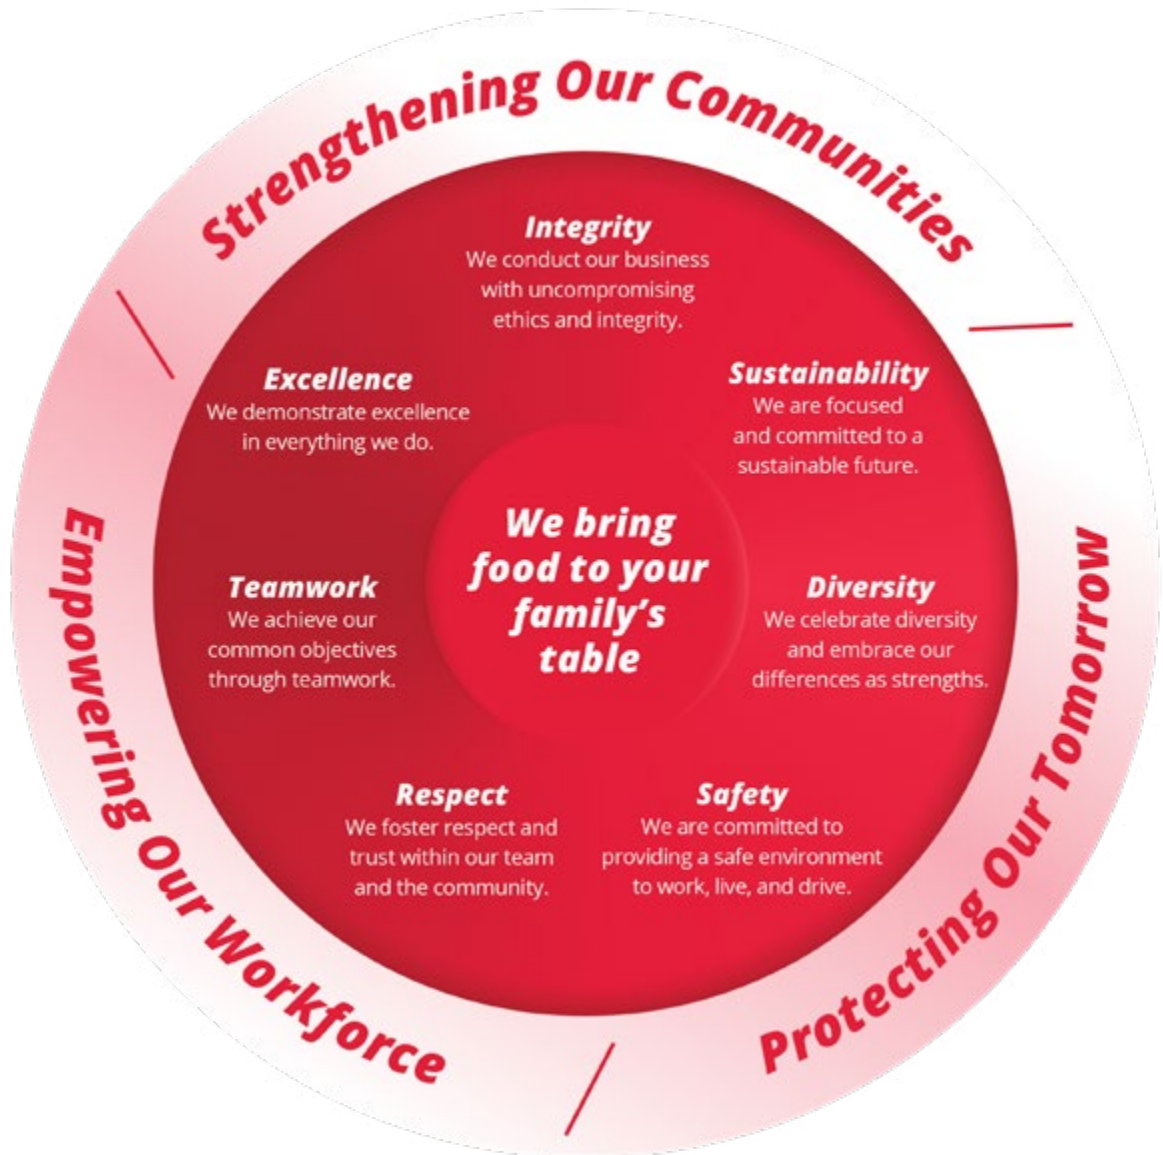 Strengthening Our Communities
Integrity
We conduct our business
with uncompromising
ethics and integrity.
Excellence
We demonstrate excellence
in everything we do.
Sustainability
We are focused
and committed to a
sustainable future.
We bring
food to your
family’s
table
Teamwork
We achieve our
common objectives
through teamwork.
Diversity
We celebrate diversity
and embrace our
differences as strengths.
Respect
We foster respect and
trust within our team
and the community.
Safety
We are committed to
providing a safe environment
to work, live, and drive.
Empowering Our Workforce
Protecting Our Tomorrow